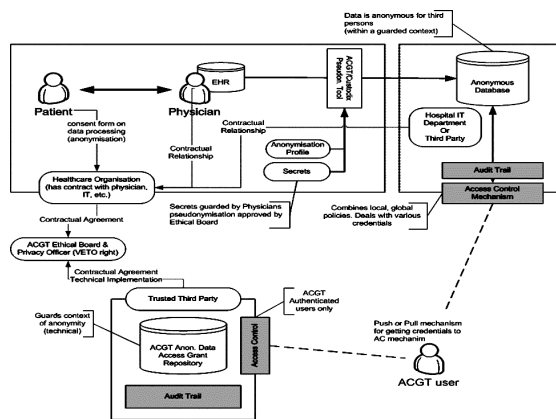 Data is anonymous for third
persons
(within a guarded context)
EHR
ACGT/Custodix
Pseudon. Tool
Anonymous
Database
Patient
Physician
consent form on
data processing
(anonymisation)
Contractual
Relationship
Contractual
Relationship
Hospital IT
Department
Or
Third Party
Anonymisation
Profile
Secrets
Audit Trail
Healthcare Organisation
(has contract with physician,
IT, etc.)
Access Control
Mechanism
Secrets guarded by Physicians
pseudonymisation approved by
Ethical Board
Combines local, global
policies. Deals with various
credentials
Contractual Agreement
ACGT Ethical Board &
Privacy Officer (VETO right)
Contractual Agreement
Technical Implementation
Trusted Third Party
ACGT
Authenticated
users only
Guards context
of anonymity
(technical)
ACGT Anon. Data
Access Grant
Repository
Access Control
Audit Trail
Push or Pull mechanism
for getting credentials to
AC mechanim
ACGT user